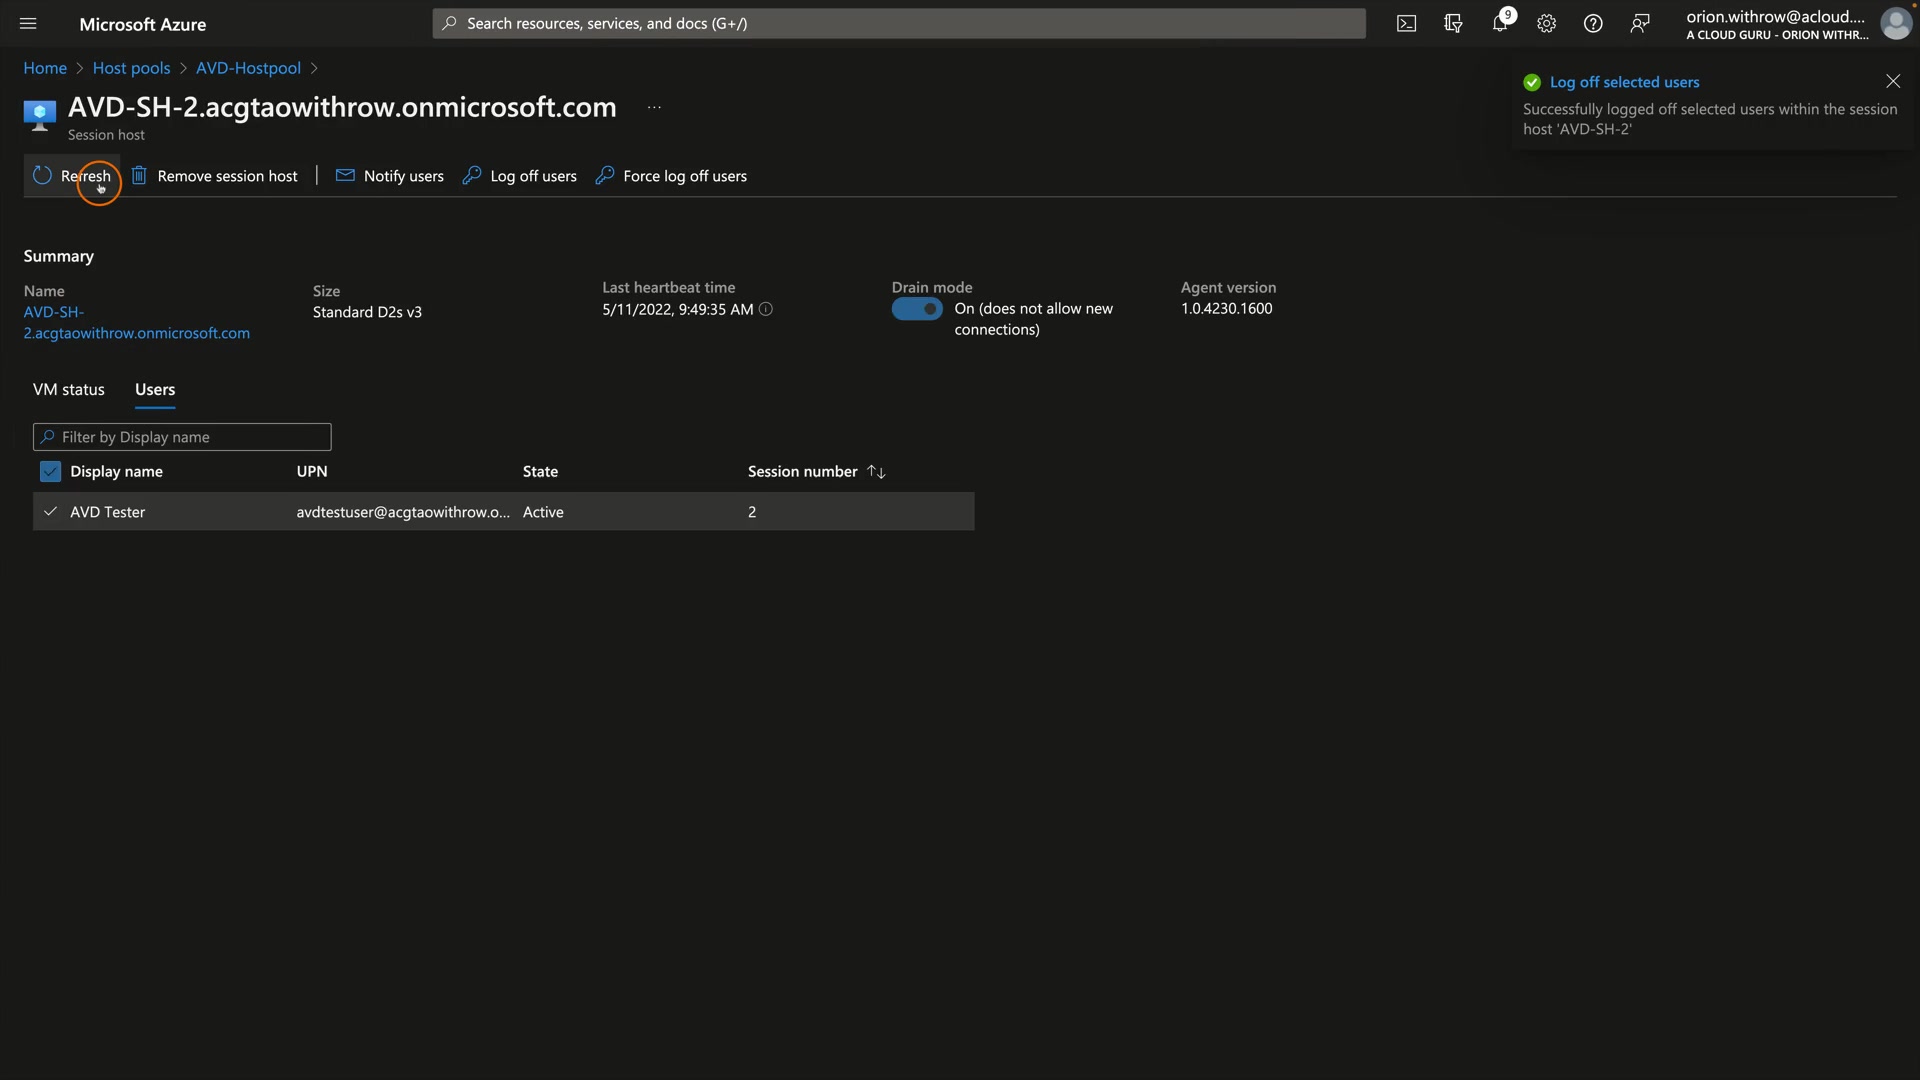 Microsoft Azure
Search resources, services, and docs (G+/)
9
orion.withrow@acloud....
A CLOUD GURU - ORION WITHR...
Home > Host pools > AVD-Hostpool >
AVD-SH-2.acgtaowithrow.onmicrosoft.com ...
Session host
Log off selected users
Successfully logged off selected users within the session
host 'AVD-SH-2'
Refresh Remove session host | Notify users Log off users Force log off users
Summary
Name
AVD-SH-
2.acgtaowithrow.onmicrosoft.com
Size
Standard D2s v3
Last heartbeat time
5/11/2022, 9:49:35 AM
Drain mode
On (does not allow new
connections)
Agent version
1.0.4230.1600
VM status Users
Filter by Display name
Display name UPN State Session number
AVD Tester avdtestuser@acgtaowithrow.o... Active 2